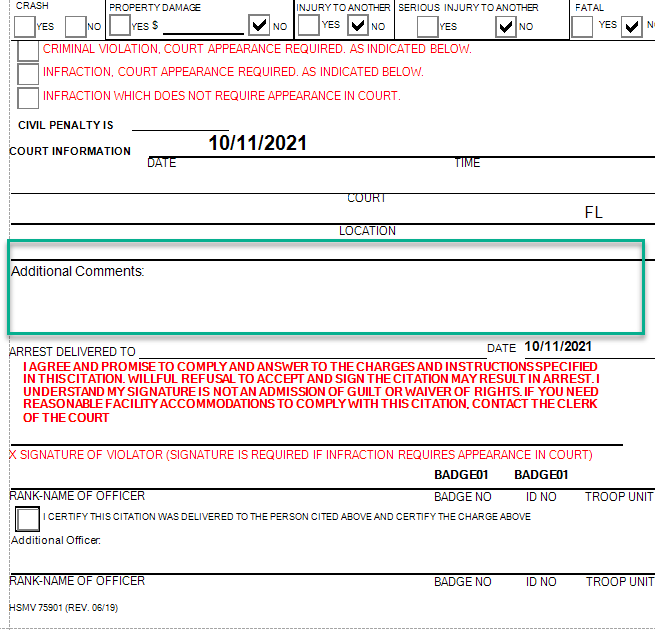 CRASH PROPERTY DAMAGE INJURY TO ANOTHER SERIOUS INJURY TO ANOTHER FATAL
YES NO YES $ NO YES NO YES NO YES
CRIMINAL VIOLATION, COURT APPEARANCE REQUIRED. AS INDICATED BELOW.
INFRACTION, COURT APPEARANCE REQUIRED. AS INDICATED BELOW.
INFRACTION WHICH DOES NOT REQUIRE APPEARANCE IN COURT.
CIVIL PENALTY IS
COURT INFORMATION 10/11/2021
DATE TIME
COURT
FL
LOCATION
Additional Comments:
ARREST DELIVERED TO DATE 10/11/2021
I AGREE AND PROMISE TO COMPLY AND ANSWER TO THE CHARGES AND INSTRUCTIONS SPECIFIED
IN THIS CITATION. WILLFUL REFUSAL TO ACCEPT AND SIGN THE CITATION MAY RESULT IN ARREST. I
UNDERSTAND MY SIGNATURE IS NOT AN ADMISSION OF GUILT OR WAIVER OF RIGHTS. IF YOU NEED
REASONABLE FACILITY ACCOMMODATIONS TO COMPLY WITH THIS CITATION, CONTACT THE CLERK
OF THE COURT
X SIGNATURE OF VIOLATOR (SIGNATURE IS REQUIRED IF INFRACTION REQUIRES APPEARANCE IN COURT)
BADGE01 BADGE01
RANK-NAME OF OFFICER BADGE NO ID NO TROOP UNIT
I CERTIFY THIS CITATION WAS DELIVERED TO THE PERSON CITED ABOVE AND CERTIFY THE CHARGE ABOVE
Additional Officer:
RANK-NAME OF OFFICER BADGE NO ID NO TROOP UNIT
HSMV 75901 (REV. 06/19)